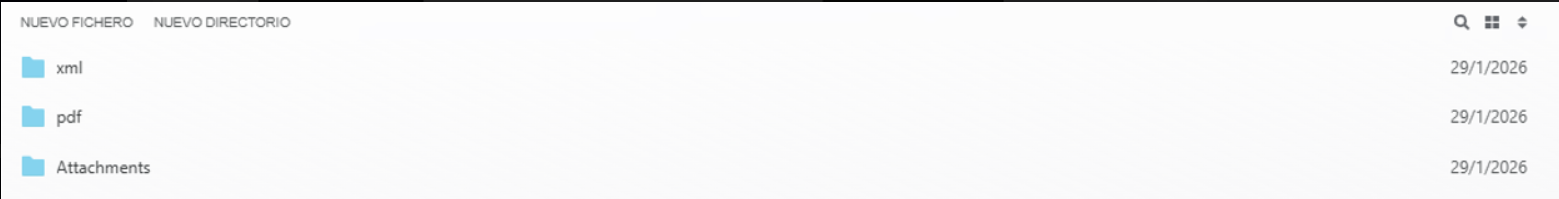 NUEVO FICHERO NUEVO DIRECTORIO
xml 29/1/2026
pdf 29/1/2026
Attachments 29/1/2026